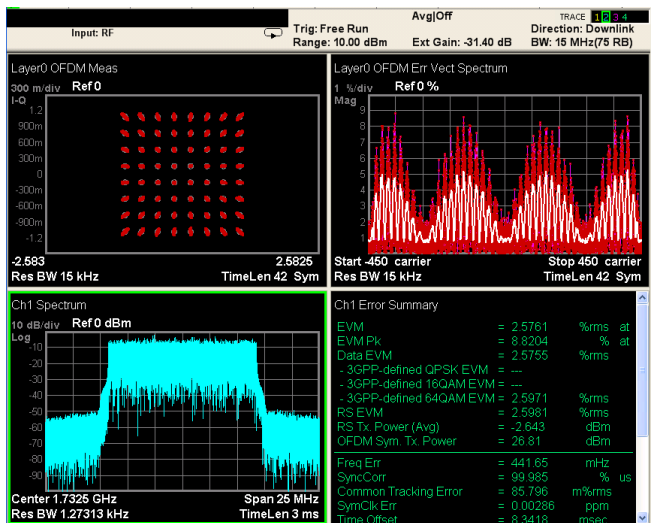 Avg|Off
TRACE 1 2 3 4
Input: RF
Trig: Free Run
Direction: Downlink
Range: 10.00 dBm
Ext Gain: -31.40 dB
BW: 15 MHz(75 RB)
Layer0 OFDM Meas
300 m/div
Ref 0
I-Q
1.2
900m
600m
300m
0
-300m
-600m
-900m
-1.2
-2.583
2.5825
Res BW 15 kHz
TimeLen 42 Sym
Layer0 OFDM Err Vect Spectrum
1 %/div
Ref 0 %
Mag
9
8
7
6
5
4
3
2
1
Start -450 carrier
Stop 450 carrier
Res BW 15 kHz
TimeLen 42 Sym
Ch1 Spectrum
10 dB/div
Ref 0 dBm
Log
-10
-20
-30
-40
-50
-60
-70
-80
-90
Center 1.7325 GHz
Span 25 MHz
Res BW 1.27313 kHz
TimeLen 3 ms
Ch1 Error Summary
EVM = 2.5761 %rms at
EVM Pk = 8.8204 % at
Data EVM = 2.5755 %rms
- 3GPP-defined QPSK EVM = ---
- 3GPP-defined 16QAM EVM = ---
- 3GPP-defined 64QAM EVM = 2.5971 %rms
RS EVM = 2.5981 %rms
RS Tx. Power (Avg) = -2.643 dBm
OFDM Sym. Tx. Power = 26.81 dBm
Freq Err = 441.65 mHz
SyncCorr = 99.985 % us
Common Tracking Error = 85.796 m%rms
SymClk Err = 0.00286 ppm
Time Offset = 8.3418 msec